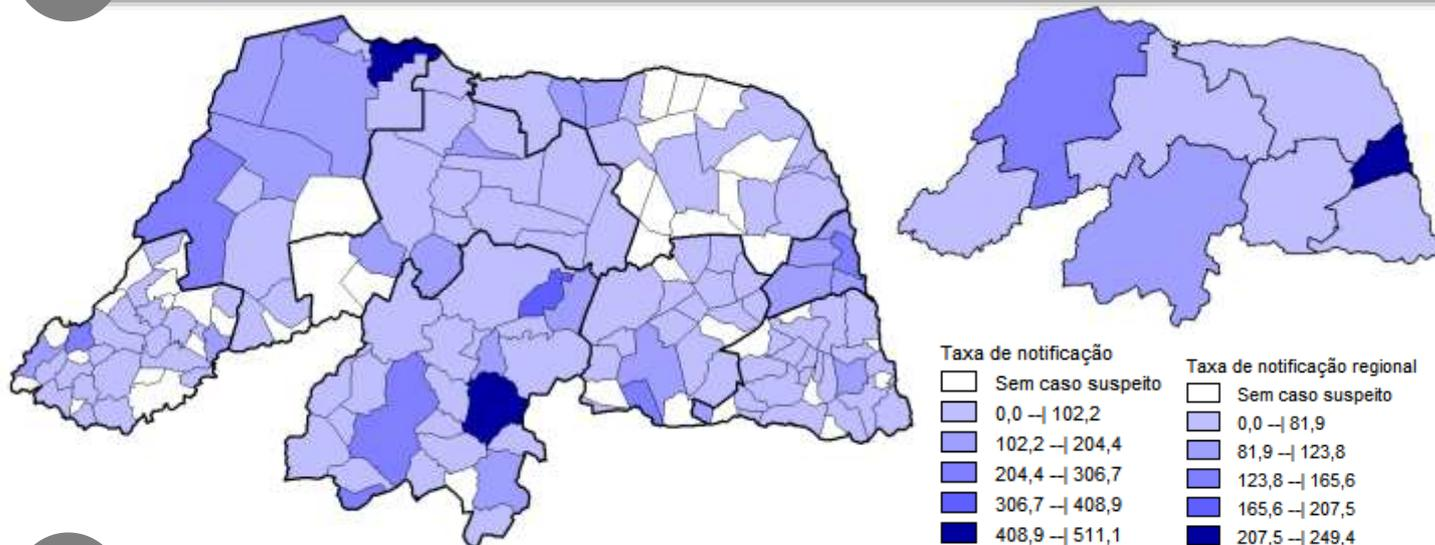 Taxa de notificação
Sem caso suspeito
0,0 --| 102,2
102,2 --| 204,4
204,4 --| 306,7
306,7 --| 408,9
408,9 --| 511,1
Taxa de notificação regional
Sem caso suspeito
0,0 --| 81,9
81,9 --| 123,8
123,8 --| 165,6
165,6 --| 207,5
207,5 --| 249,4